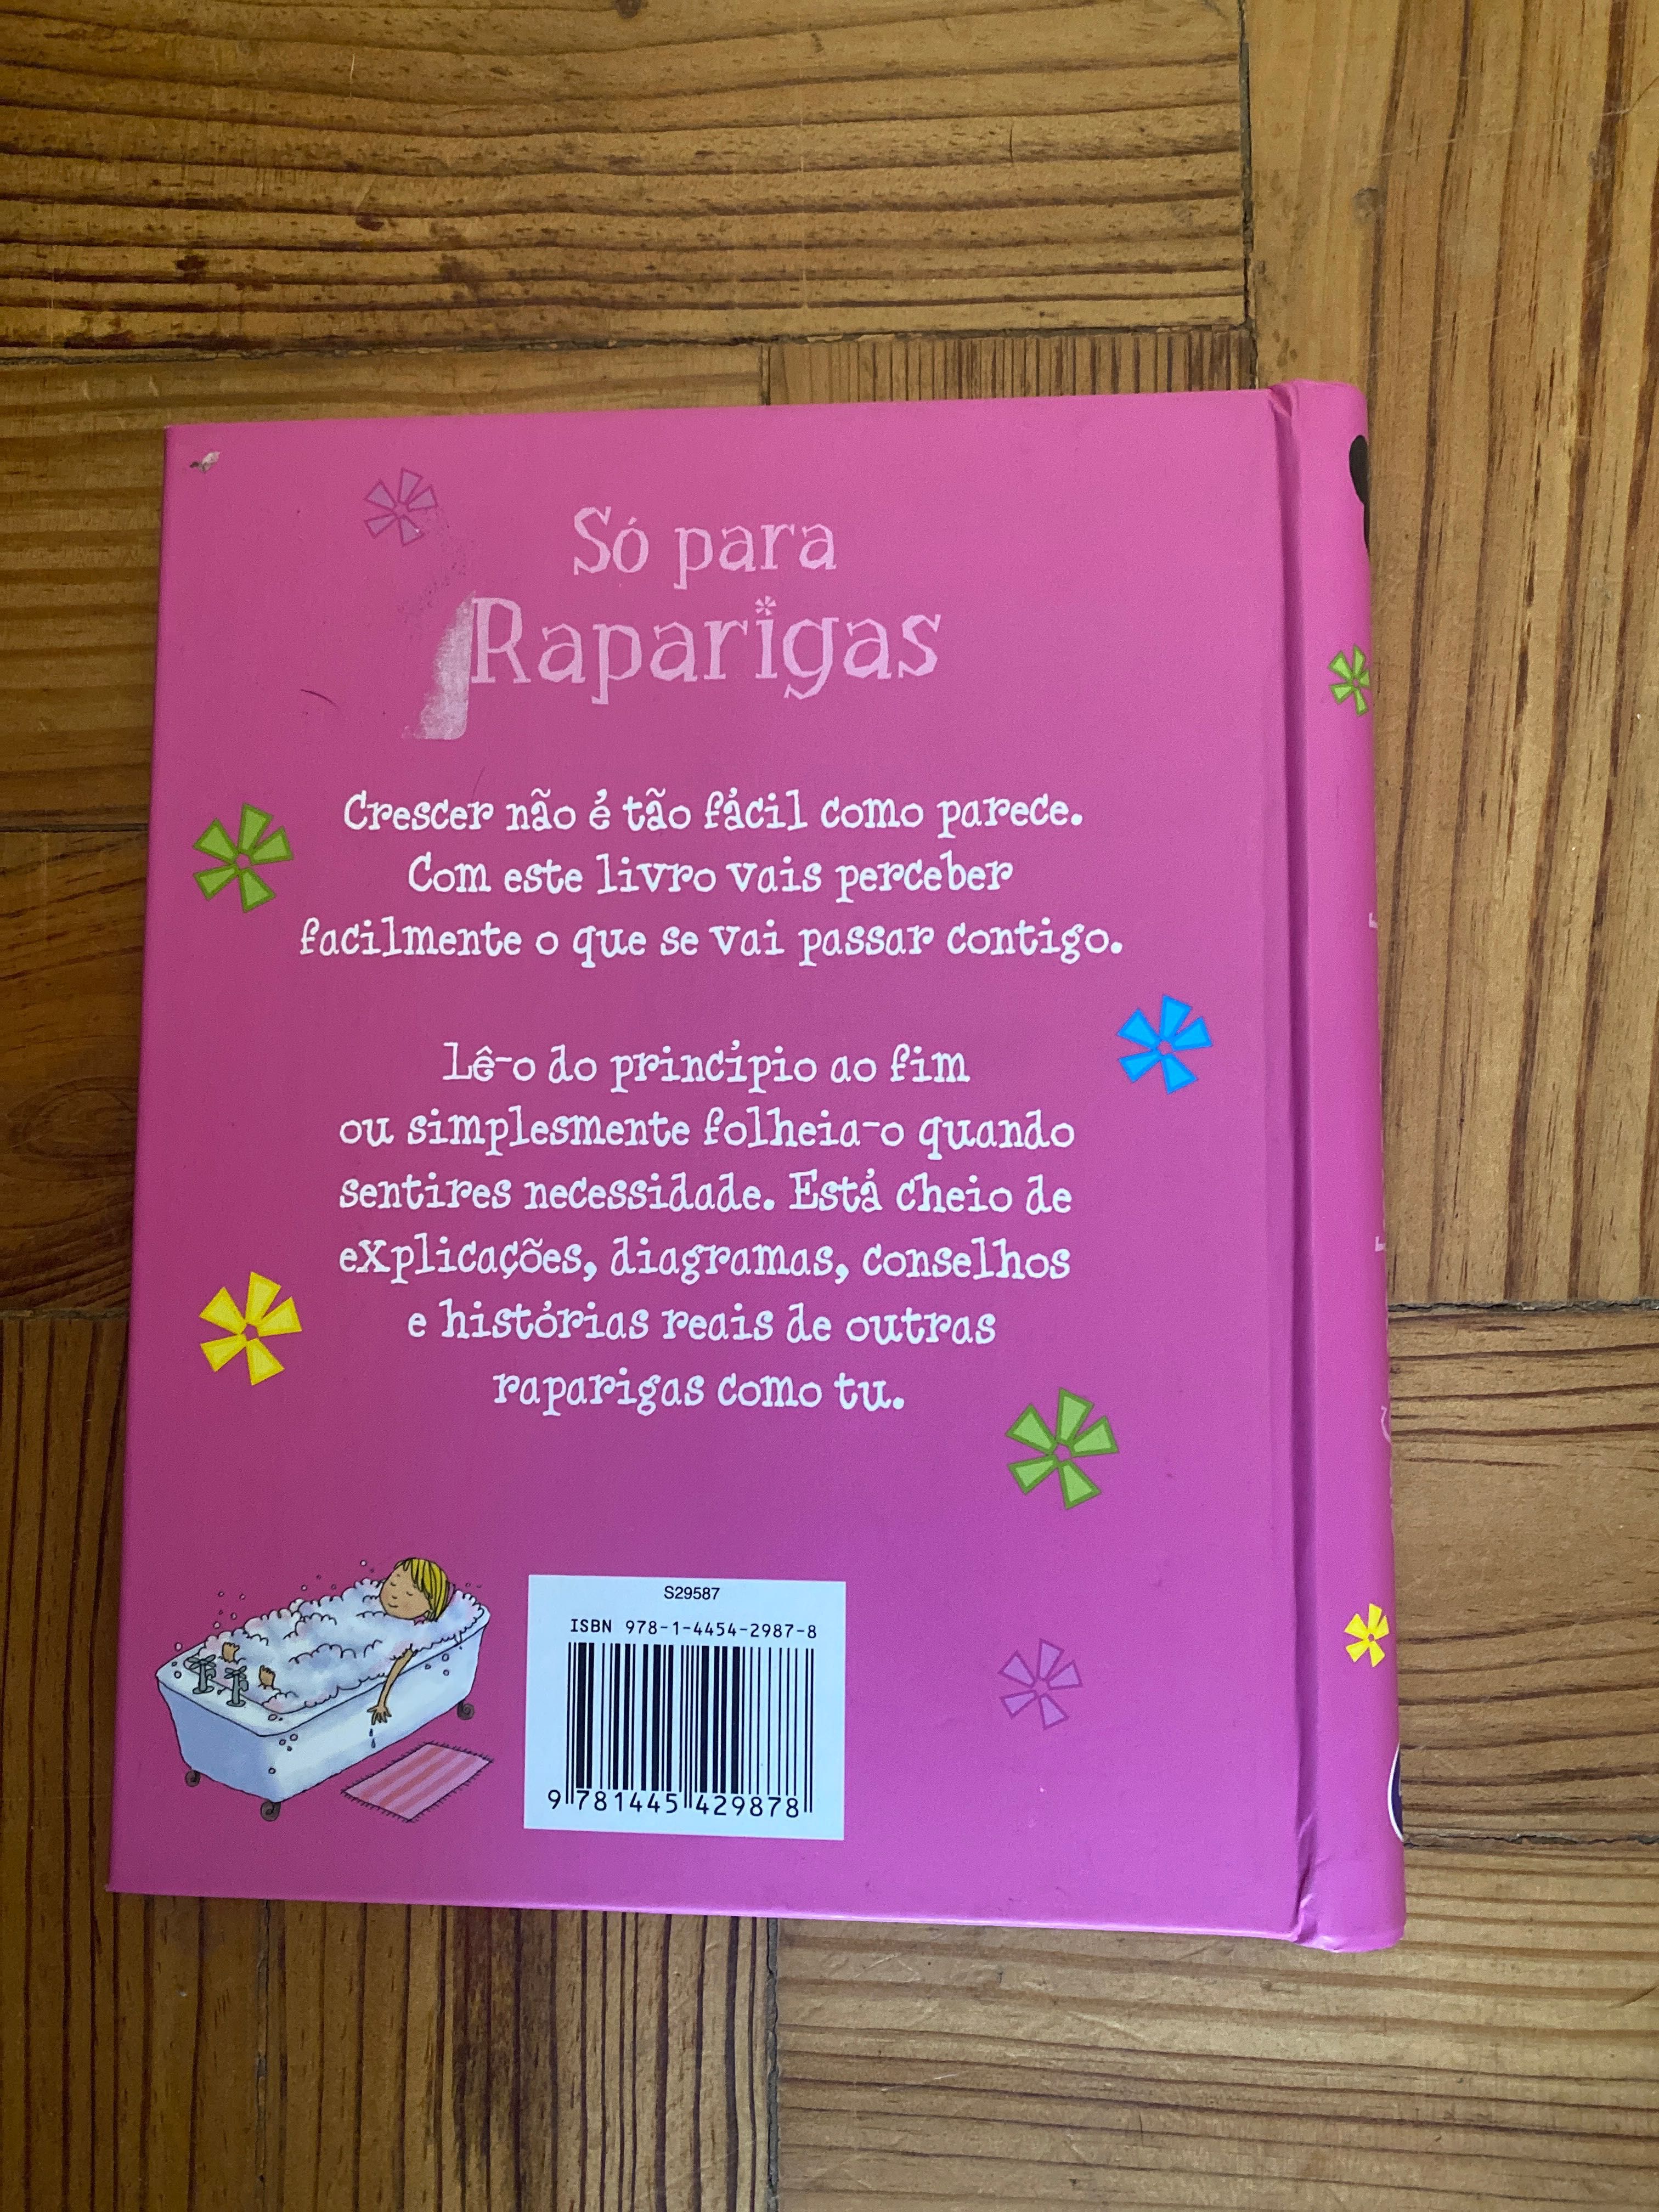 Só para
Raparigas
Crescer não é tão fácil como parece.
Com este livro vais perceber
facilmente o que se vai passar contigo.
Lê-o do princípio ao fim
ou simplesmente folheia-o quando
sentires necessidade. Está cheio de
explicações, diagramas, conselhos
e histórias reais de outras
raparigas como tu.
S29587
ISBN 978-1-4454-2987-8
9 781445 429878